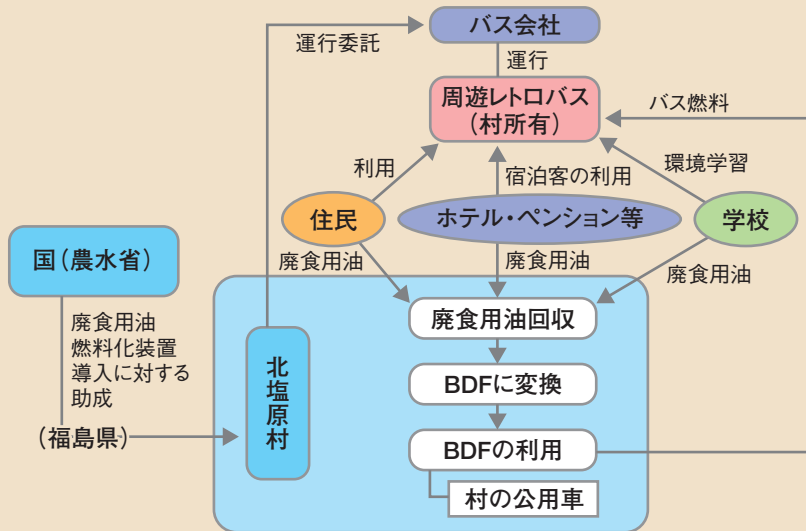 バス会社
運行委託
運行
周遊レトロバス
（村所有）
バス燃料
利用
宿泊客の利用
環境学習
住民
ホテル・ペンション等
学校
国（農水省）
廃食用油
廃食用油
廃食用油
廃食用油
燃料化装置
導入に対する
助成
廃食用油回収
北塩原村
BDFに変換
（福島県）
BDFの利用
村の公用車